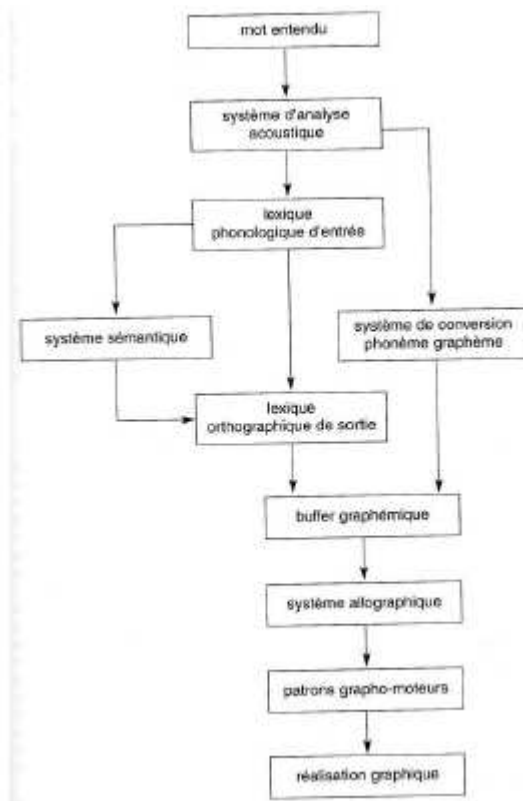 mot entendu
système d'analyse
acoustique
lexique
phonologique d'entrée
système sémantique
système de conversion
phonème graphème
lexique
orthographique de sortie
buffer graphémique
système allographique
patrons grapho-moteurs
réalisation graphique